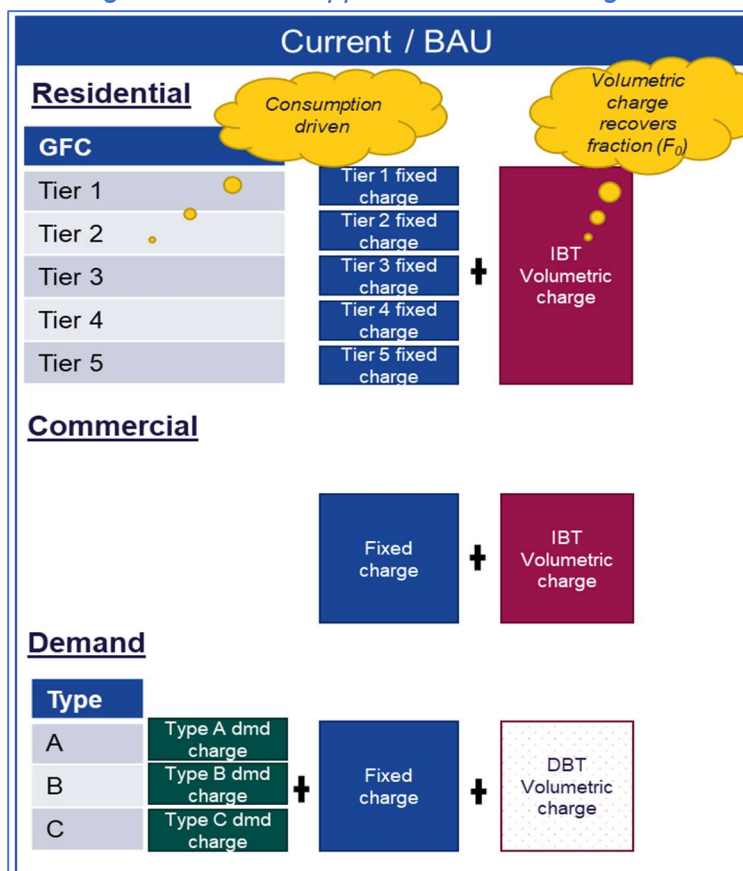 Current / BAU
Residential
Consumption
driven
Volumetric
charge
recovers
fraction (F0)
GFC
Tier 1
Tier 2
Tier 3
Tier 4
Tier 5
Tier 1 fixed
charge
Tier 2 fixed
charge
Tier 3 fixed
charge
Tier 4 fixed
charge
Tier 5 fixed
charge
+
IBT
Volumetric
charge
Commercial
Fixed
charge
+
IBT
Volumetric
charge
Demand
Type
A
B
C
Type A dmd
charge
Type B dmd
charge
Type C dmd
charge
+
Fixed
charge
+
DBT
Volumetric
charge